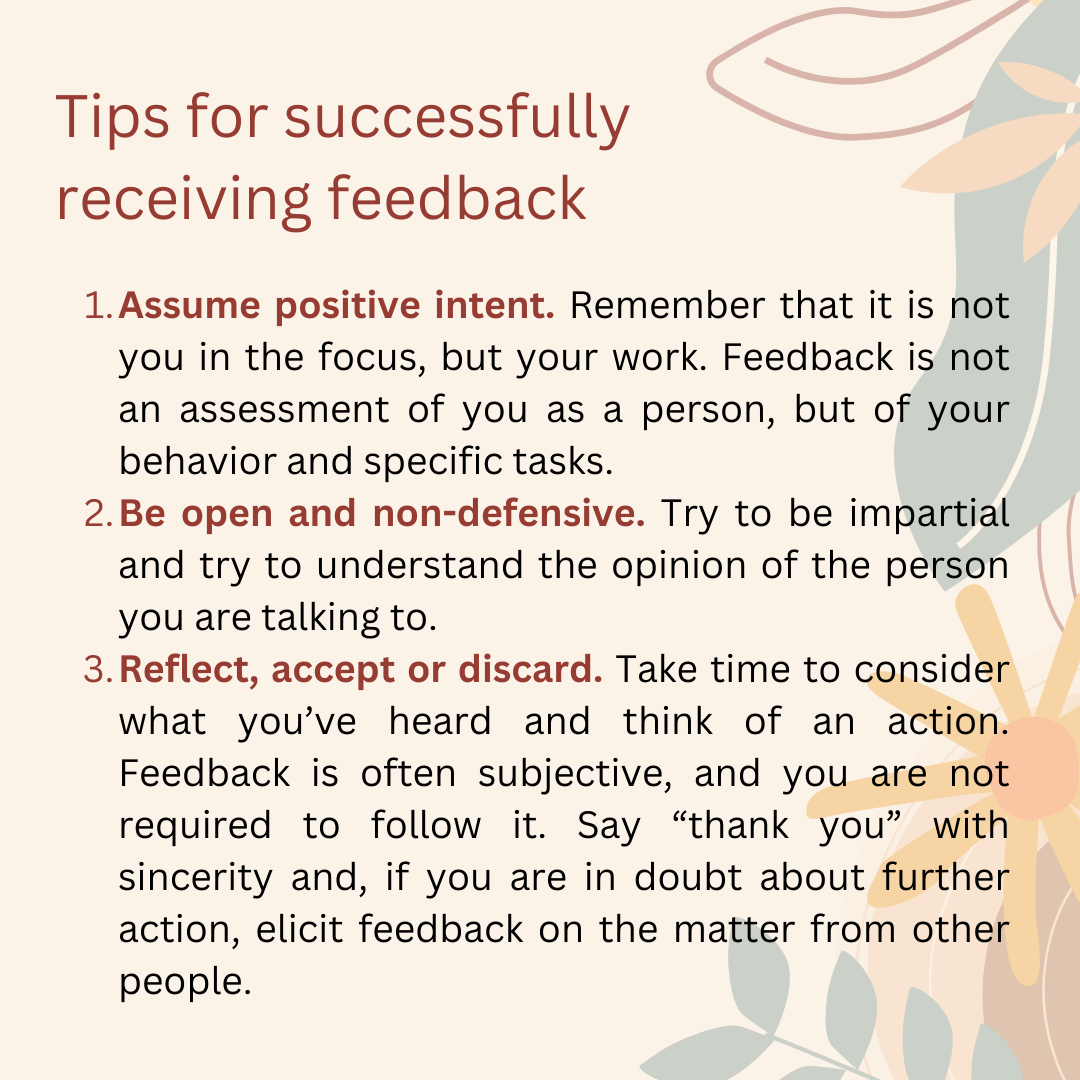 Tips for successfully
receiving feedback
1. Assume positive intent. Remember that it is not
you in the focus, but your work. Feedback is not
an assessment of you as a person, but of your
behavior and specific tasks.
2. Be open and non-defensive. Try to be impartial
and try to understand the opinion of the person
you are talking to.
3. Reflect, accept or discard. Take time to consider
what you’ve heard and think of an action.
Feedback is often subjective, and you are not
required to follow it. Say “thank you” with
sincerity and, if you are in doubt about further
action, elicit feedback on the matter from other
people.